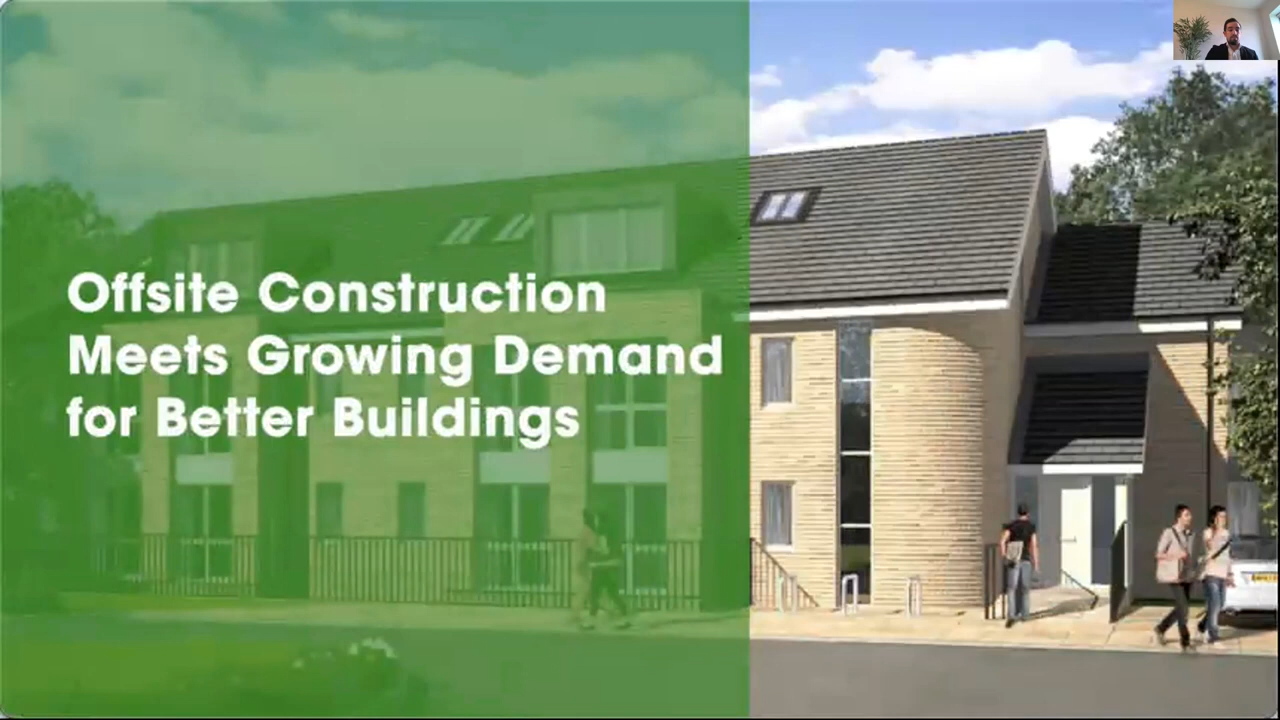 Offsite Construction
Meets Growing Demand
for Better Buildings